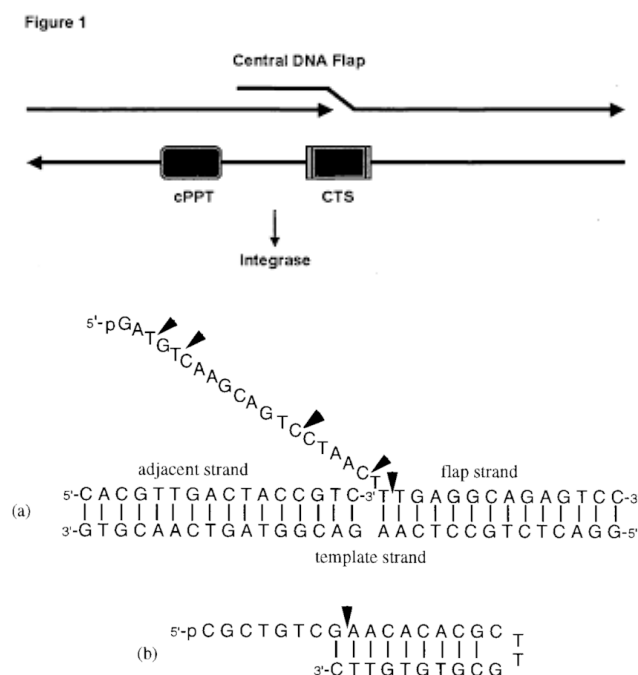 Figure 1
Central DNA Flap
cPPT
CTS
Integrase
5'-pGATGTCAAGCAGTCCTAACT
adjacent strand
flap strand
5'-CACGTTGACTACCGTC-3' TTGAGGCAGAGTCC-3
(a)
3'-GTGCAACTGATGGCAG AACTCCGTCTCAGG-5'
template strand
5'-pCGCTGTCGAACACACGC T
(b)
T
3'-CTTGTGTGCG